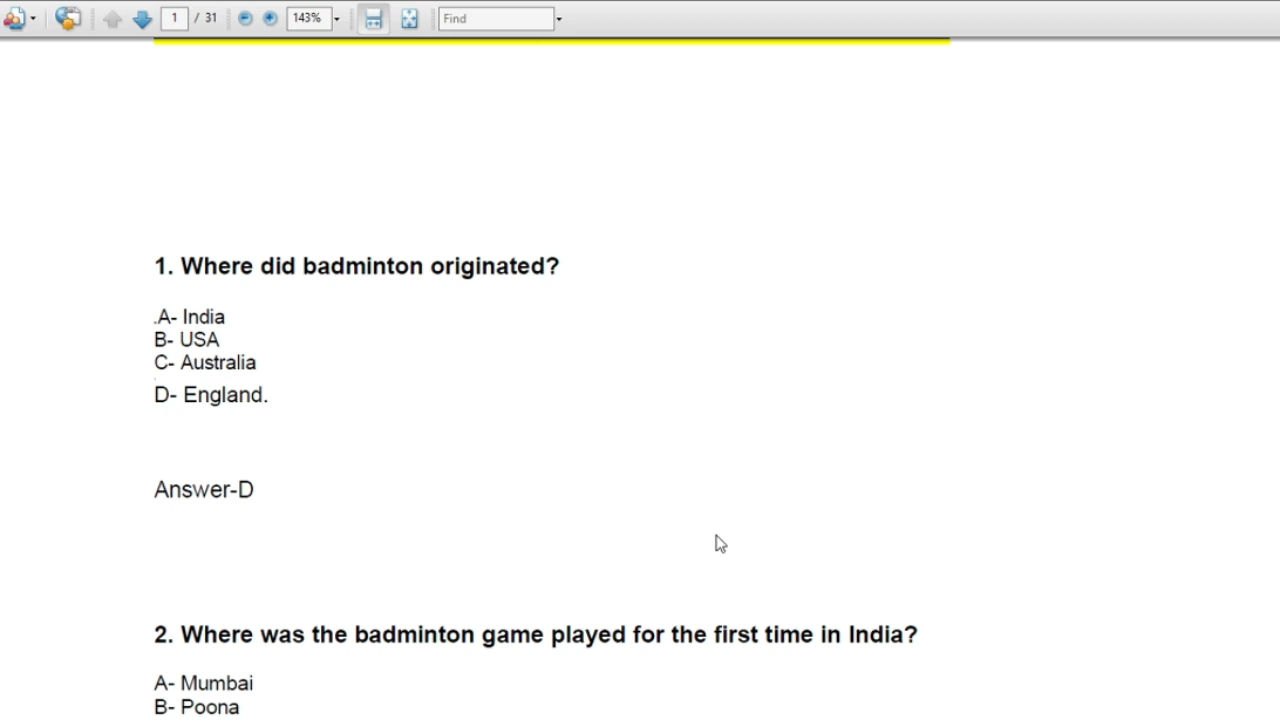 1 / 31 143% Find
1. Where did badminton originated?
.A- India
B- USA
C- Australia
D- England.
Answer-D
2. Where was the badminton game played for the first time in India?
A- Mumbai
B- Poona